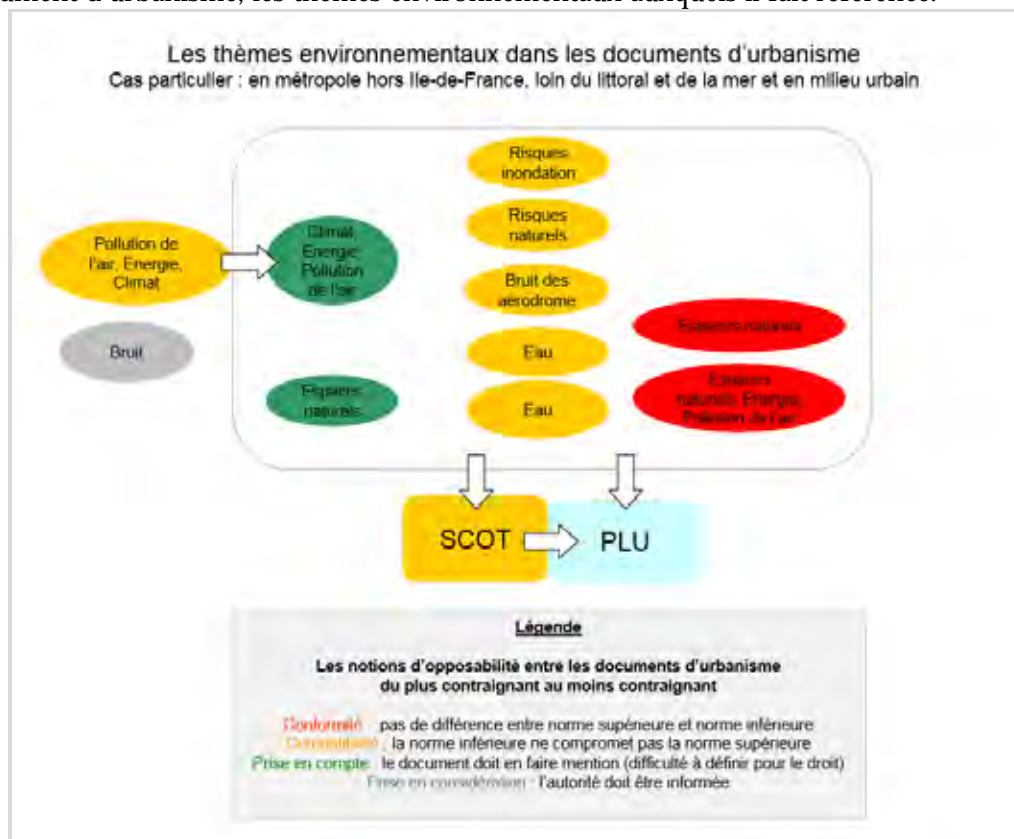 Les thèmes environnementaux dans les documents d'urbanisme
Cas particulier : en métropole hors Ile-de-France, loin du littoral et de la mer et en milieu urbain
Pollution de
l'air, Energie,
Climat
Bruit
Climat,
Energie,
Pollution
de l'air
Espaces
naturels
Risques
inondation
Risques
naturels
Bruit des
aérodrome
Eau
Eau
Espaces naturels
Espaces
naturels, Energie,
Pollution de l'air
SCOT
PLU
Légende
Les notions d'opposabilité entre les documents d'urbanisme
du plus contraignant au moins contraignant
Conformité : pas de différence entre norme supérieure et norme inférieure
Compatibilité : la norme inférieure ne compromet pas la norme supérieure
Prise en compte : le document doit en faire mention (difficulté à définir pour le droit)
Prise en considération : l'autorité doit être informée